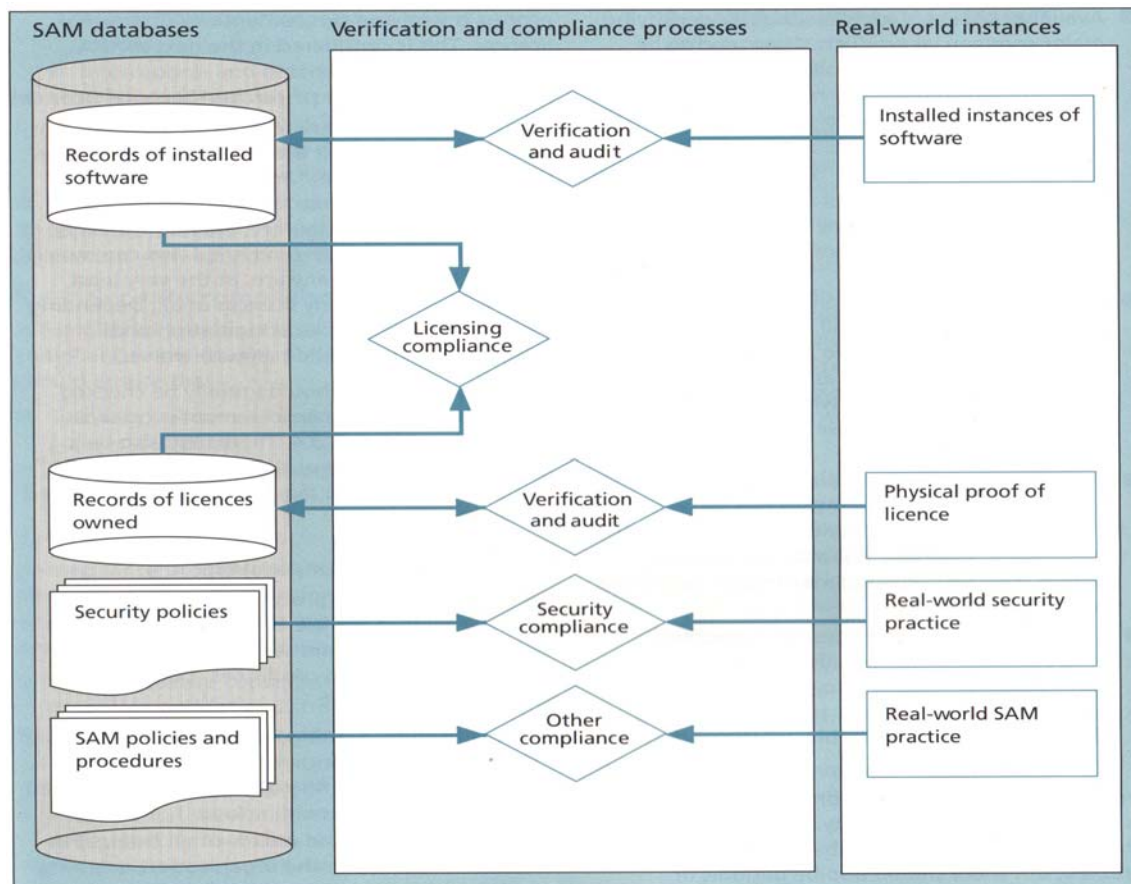 SAM databases
Verification and compliance processes
Real-world instances
Records of installed
software
Verification
and audit
Installed instances of
software
Licensing
compliance
Records of licences
owned
Verification
and audit
Physical proof of
licence
Security policies
Security
compliance
Real-world security
practice
SAM policies and
procedures
Other
compliance
Real-world SAM
practice